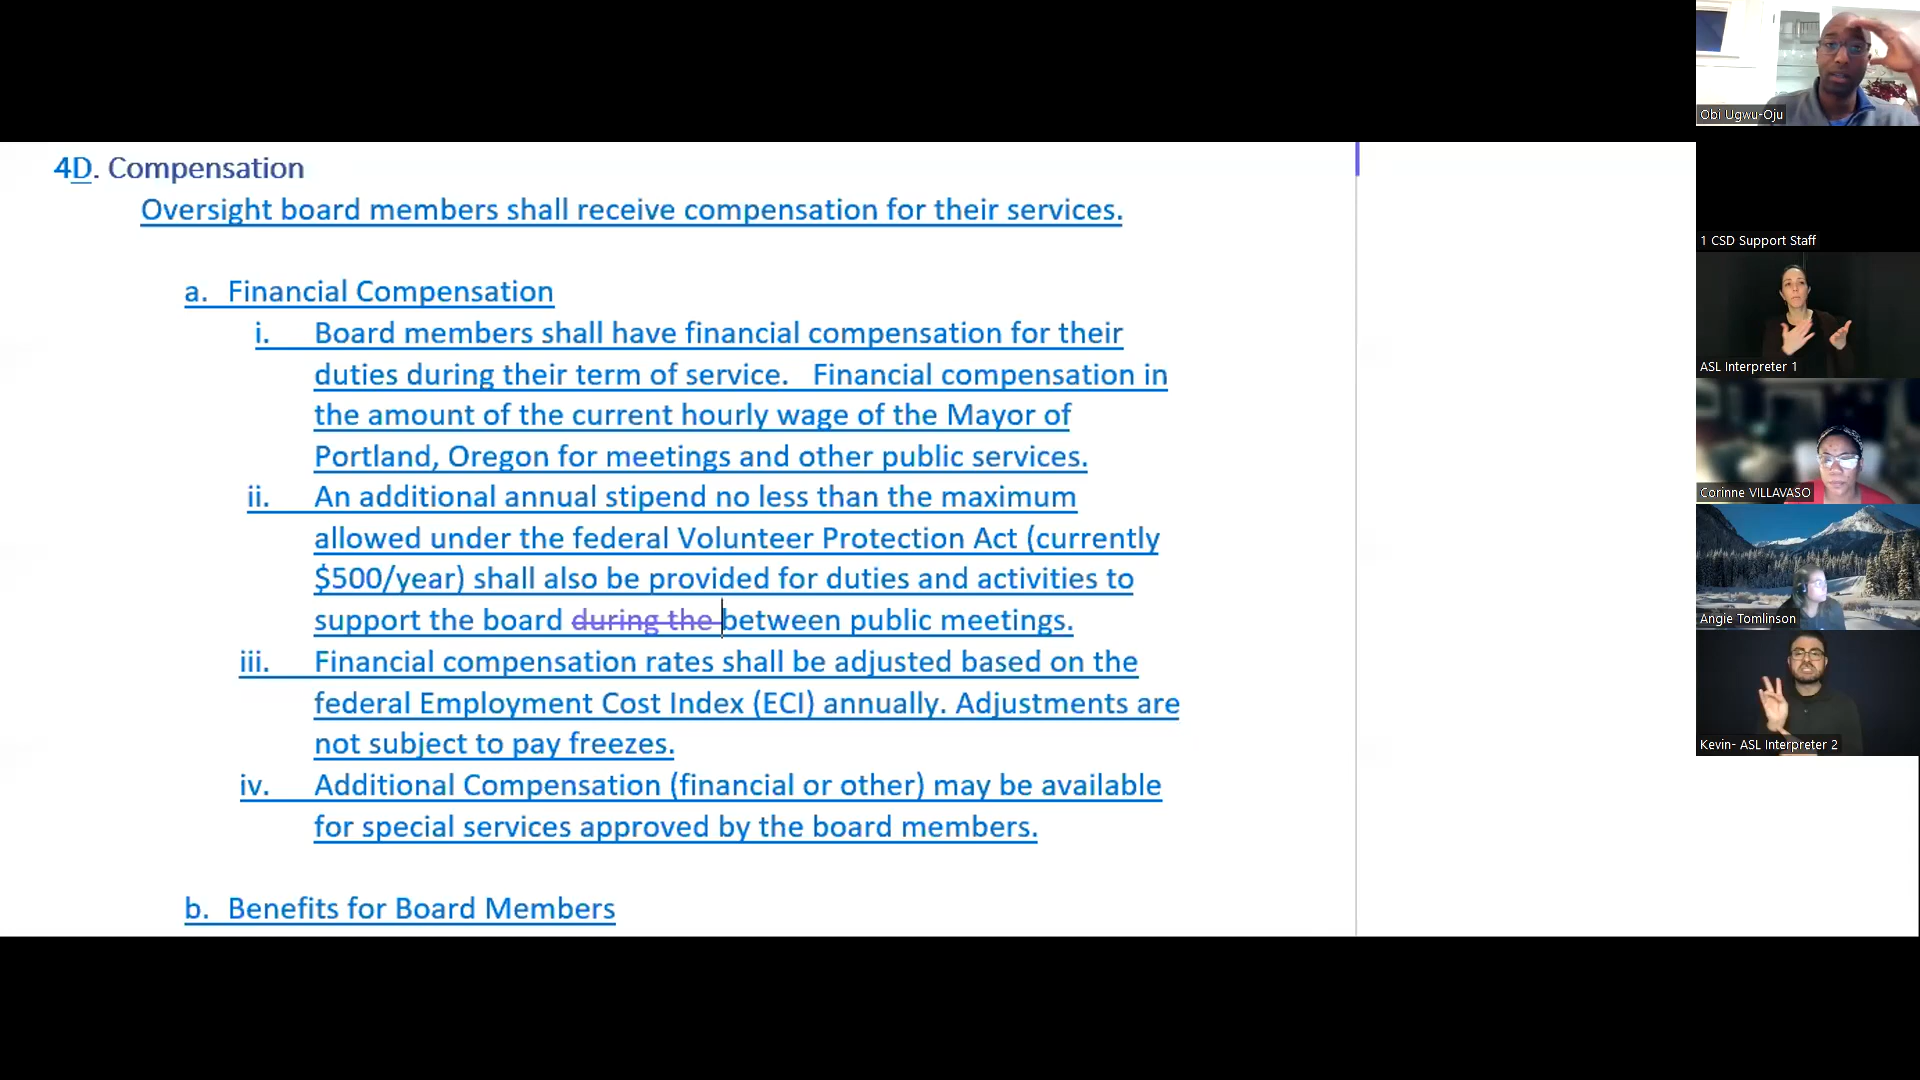 4D. Compensation
Oversight board members shall receive compensation for their services.
a. Financial Compensation
i. Board members shall have financial compensation for their
duties during their term of service. Financial compensation in
the amount of the current hourly wage of the Mayor of
Portland, Oregon for meetings and other public services.
ii. An additional annual stipend no less than the maximum
allowed under the federal Volunteer Protection Act (currently
$500/year) shall also be provided for duties and activities to
support the board during the between public meetings.
iii. Financial compensation rates shall be adjusted based on the
federal Employment Cost Index (ECI) annually. Adjustments are
not subject to pay freezes.
iv. Additional Compensation (financial or other) may be available
for special services approved by the board members.
b. Benefits for Board Members
Obi Ugwu-Oju
1 CSD Support Staff
ASL Interpreter 1
Corinne VILLAVASO
Angie Tomlinson
Kevin- ASL Interpreter 2